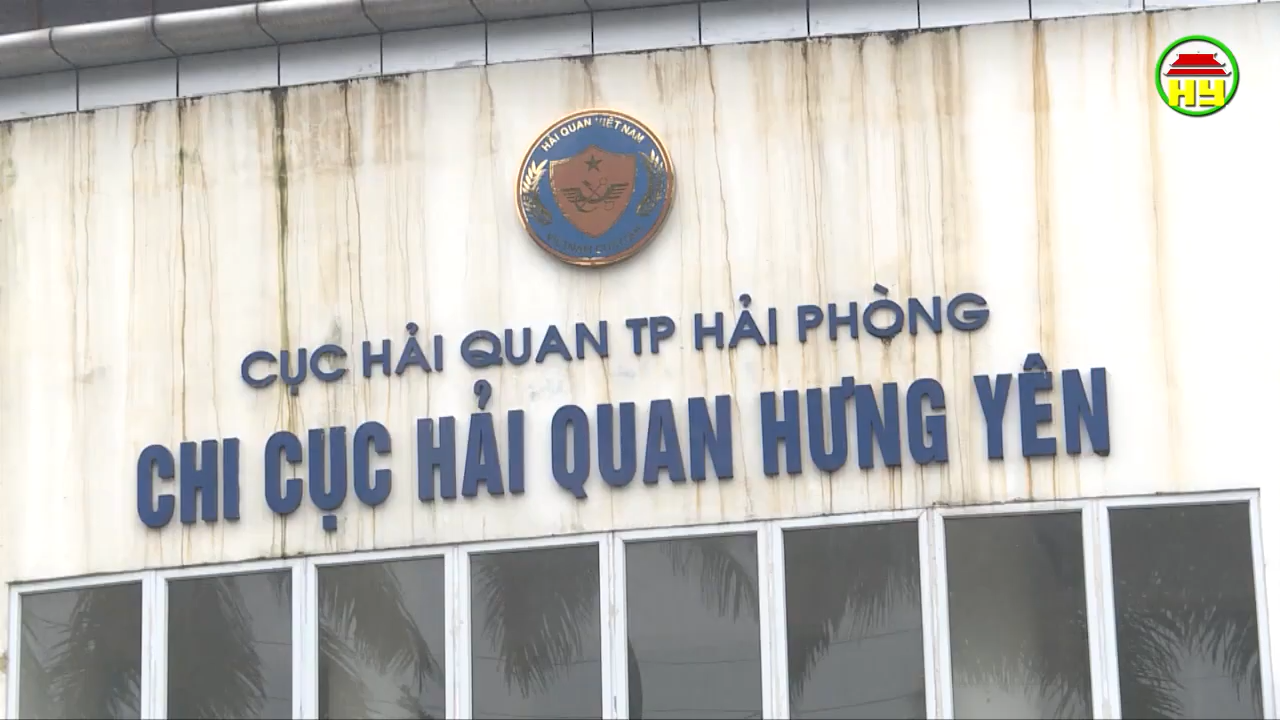 HY
HẢI QUAN VIỆT NAM
CỤC HẢI QUAN TP HẢI PHÒNG
CHI CỤC HẢI QUAN HƯNG YÊN